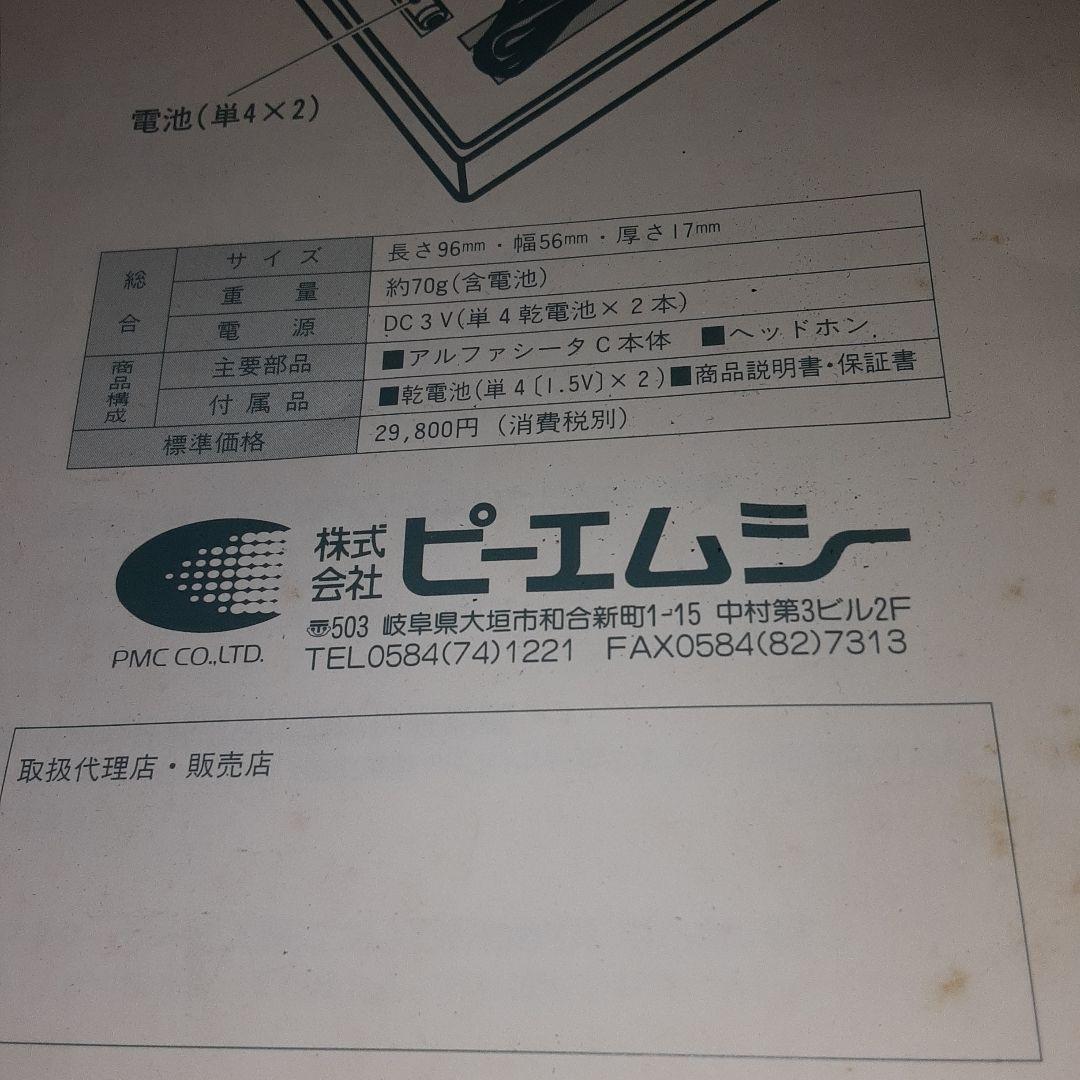 電池(単4×2)
総合 サイズ 長さ96mm・幅56mm・厚さ17mm
重量 約70g(含電池)
電源 DC3V(単4乾電池×2本)
商品構成 主要部品 ■アルファシータC本体 ■ヘッドホン
付属品 ■乾電池(単4〔1.5V〕×2)■商品説明書・保証書
標準価格 29,800円(消費税別)
株式会社 ピーエムシー
〠503 岐阜県大垣市和合新町1-15 中村第3ビル2F
PMC CO.,LTD. TEL0584(74)1221 FAX0584(82)7313
取扱代理店・販売店